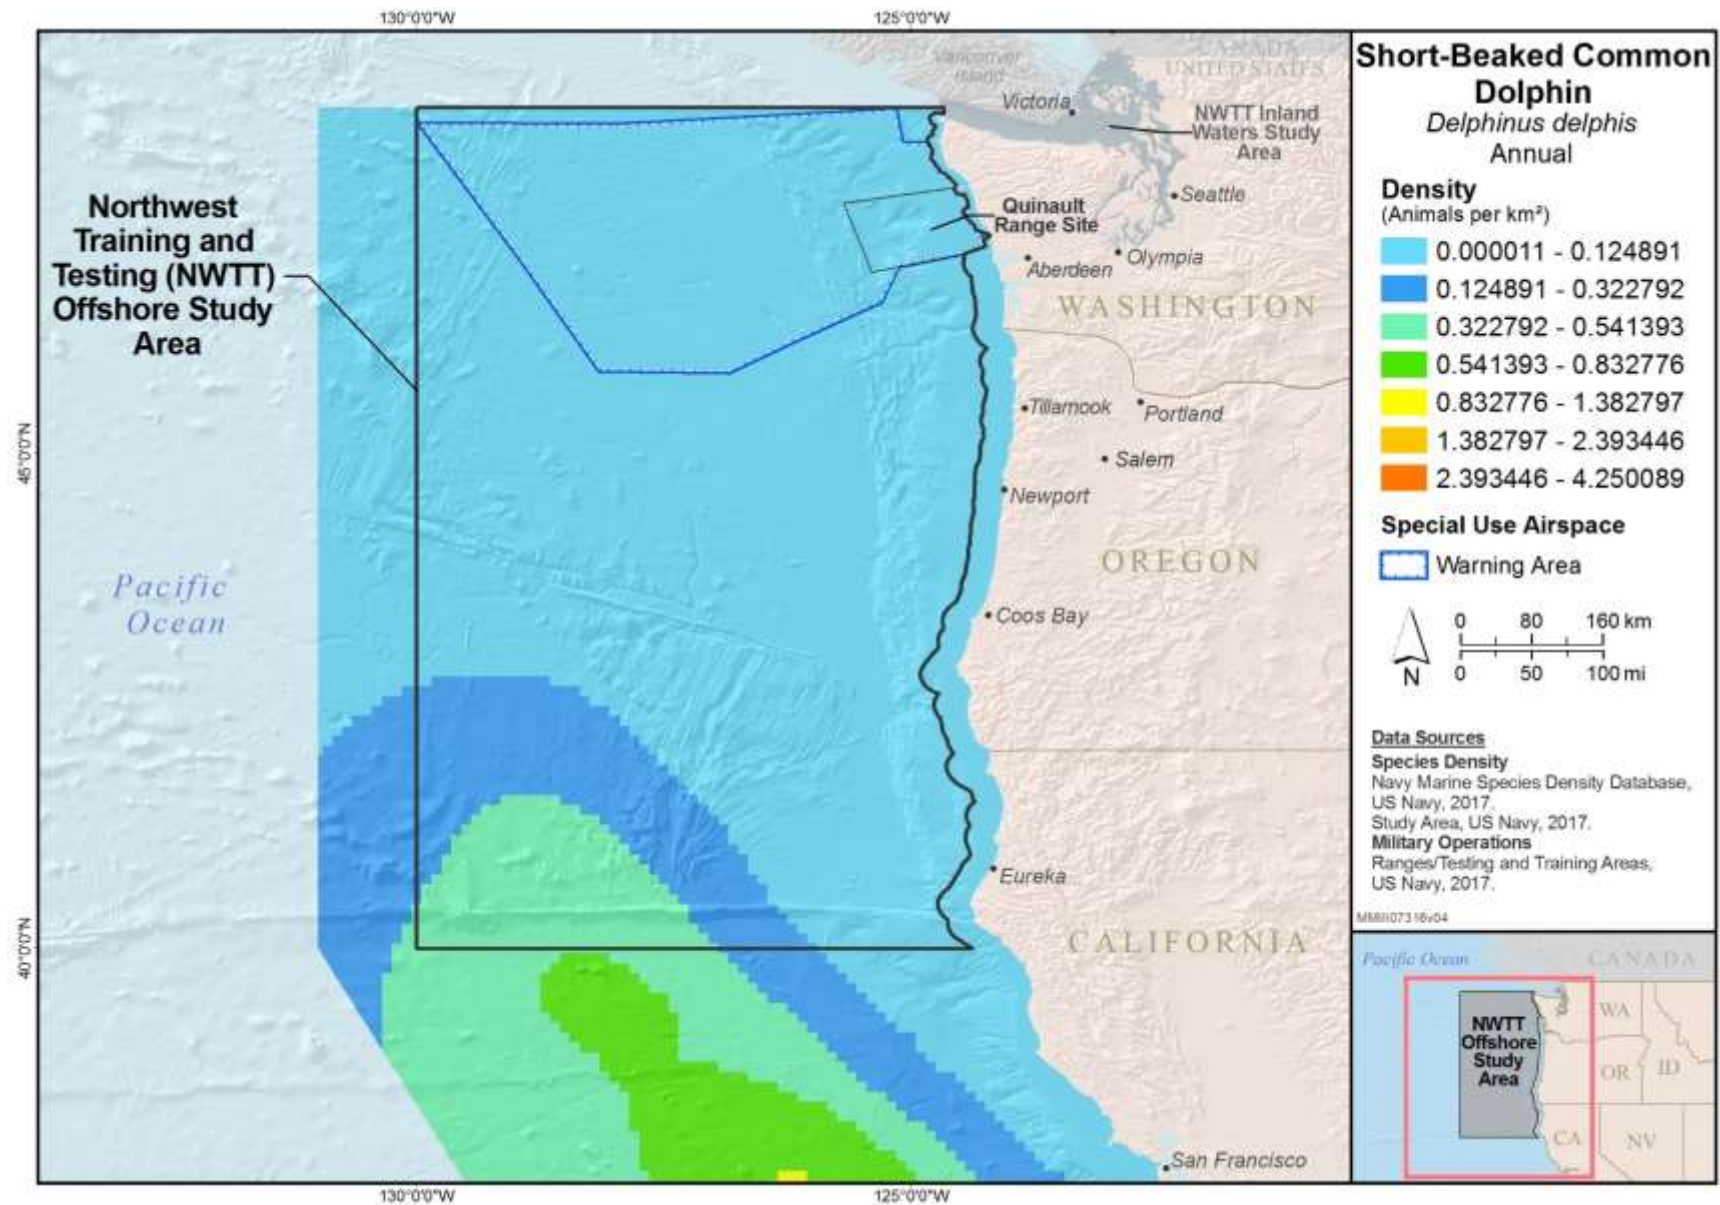 130°0'0"W
125°0'0"W
CANADA
UNITED STATES
Vancouver
Island
Victoria
NWTT Inland
Waters Study
Area
Seattle
Quinault
Range Site
Aberdeen
Olympia
WASHINGTON
Northwest
Training and
Testing (NWTT)
Offshore Study
Area
Tillamook
Portland
45°0'0"N
Salem
Newport
OREGON
Pacific
Ocean
Coos Bay
Eureka
40°0'0"N
CALIFORNIA
San Francisco
130°0'0"W
125°0'0"W
Short-Beaked Common
Dolphin
Delphinus delphis
Annual
Density
(Animals per km²)
0.000011 - 0.124891
0.124891 - 0.322792
0.322792 - 0.541393
0.541393 - 0.832776
0.832776 - 1.382797
1.382797 - 2.393446
2.393446 - 4.250089
Special Use Airspace
Warning Area
N
0 80 160 km
0 50 100 mi
Data Sources
Species Density
Navy Marine Species Density Database,
US Navy, 2017.
Study Area, US Navy, 2017.
Military Operations
Ranges/Testing and Training Areas,
US Navy, 2017.
Pacific Ocean
CANADA
NWTT
Offshore
Study
Area
WA
OR
ID
CA
NV